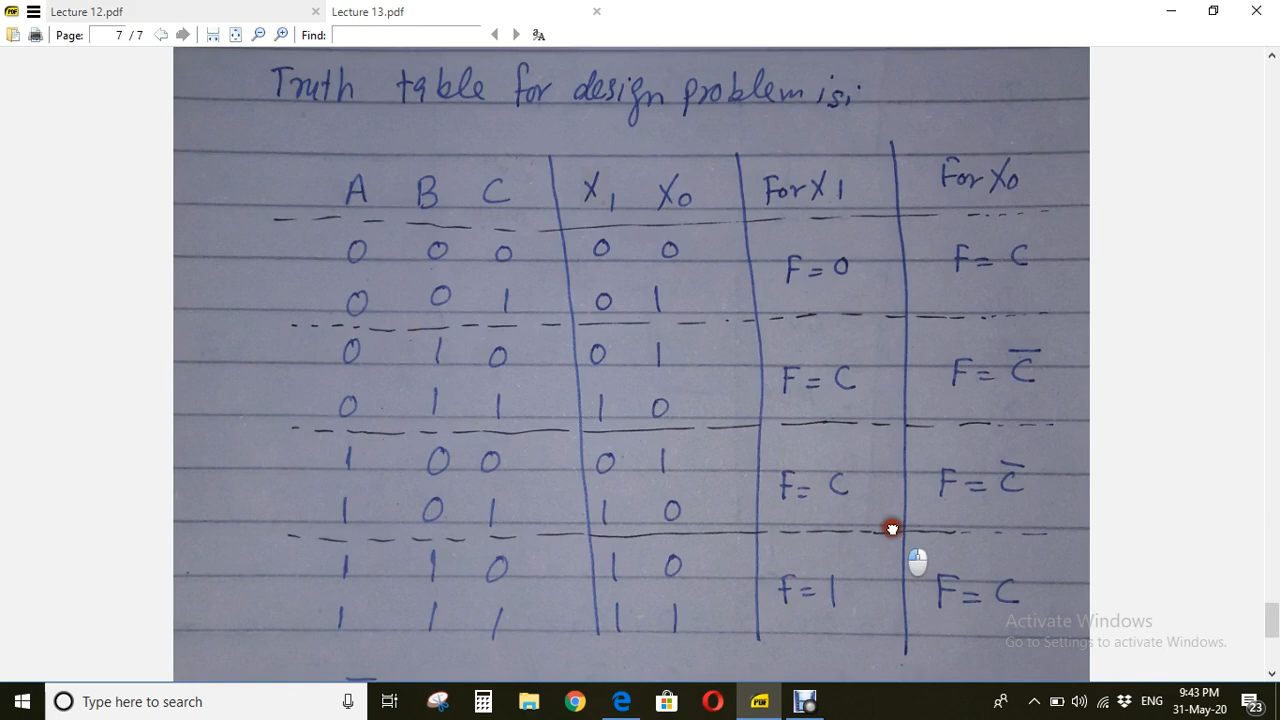 Lecture 12.pdf × Lecture 13.pdf ×
Page: 7 / 7 Find:
Truth table for design problem is:
A B C X1 X0 For X1 For X0
0 0 0 0 0
F = 0 F = C
0 0 1 0 1
0 1 0 0 1
F = C F = C̅
0 1 1 1 0
1 0 0 0 1
F = C F = C̅
1 0 1 1 0
1 1 0 1 0
F = 1 F = C
1 1 1 1 1
Activate Windows
Go to Settings to activate Windows.
Type here to search
ENG
9:43 PM
31-May-20
23